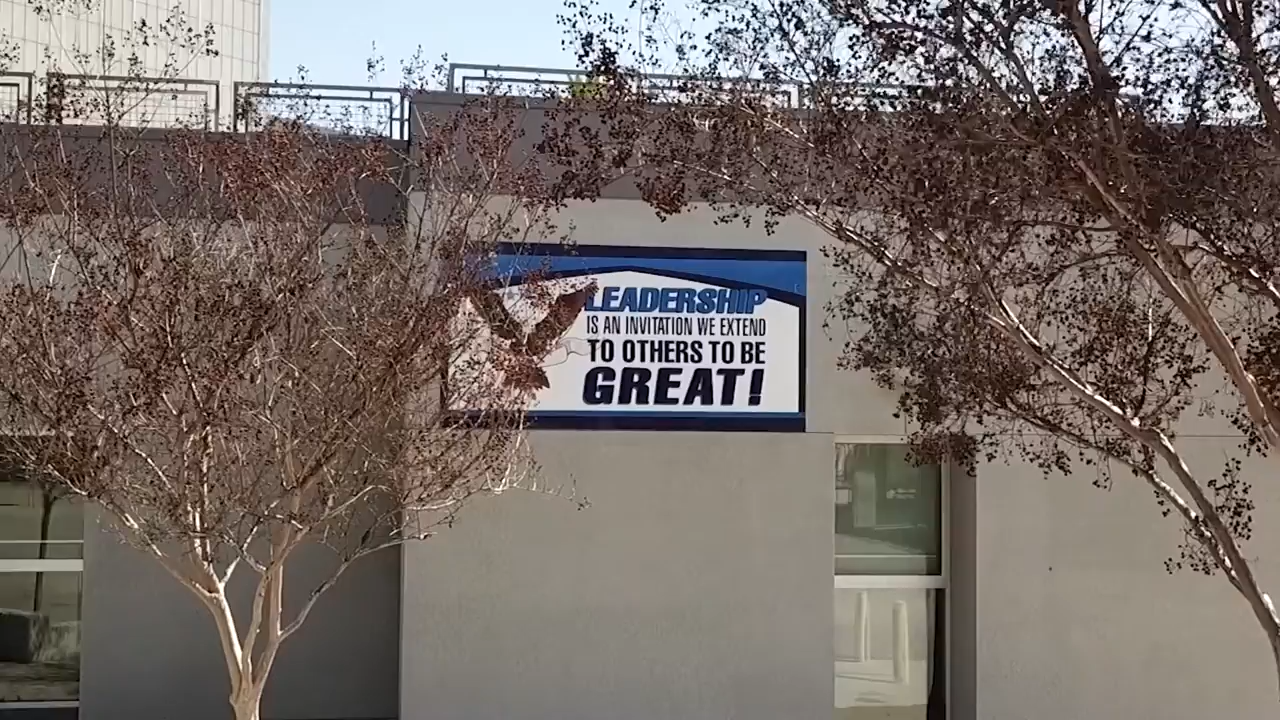 LEADERSHIP
IS AN INVITATION WE EXTEND
TO OTHERS TO BE
GREAT!